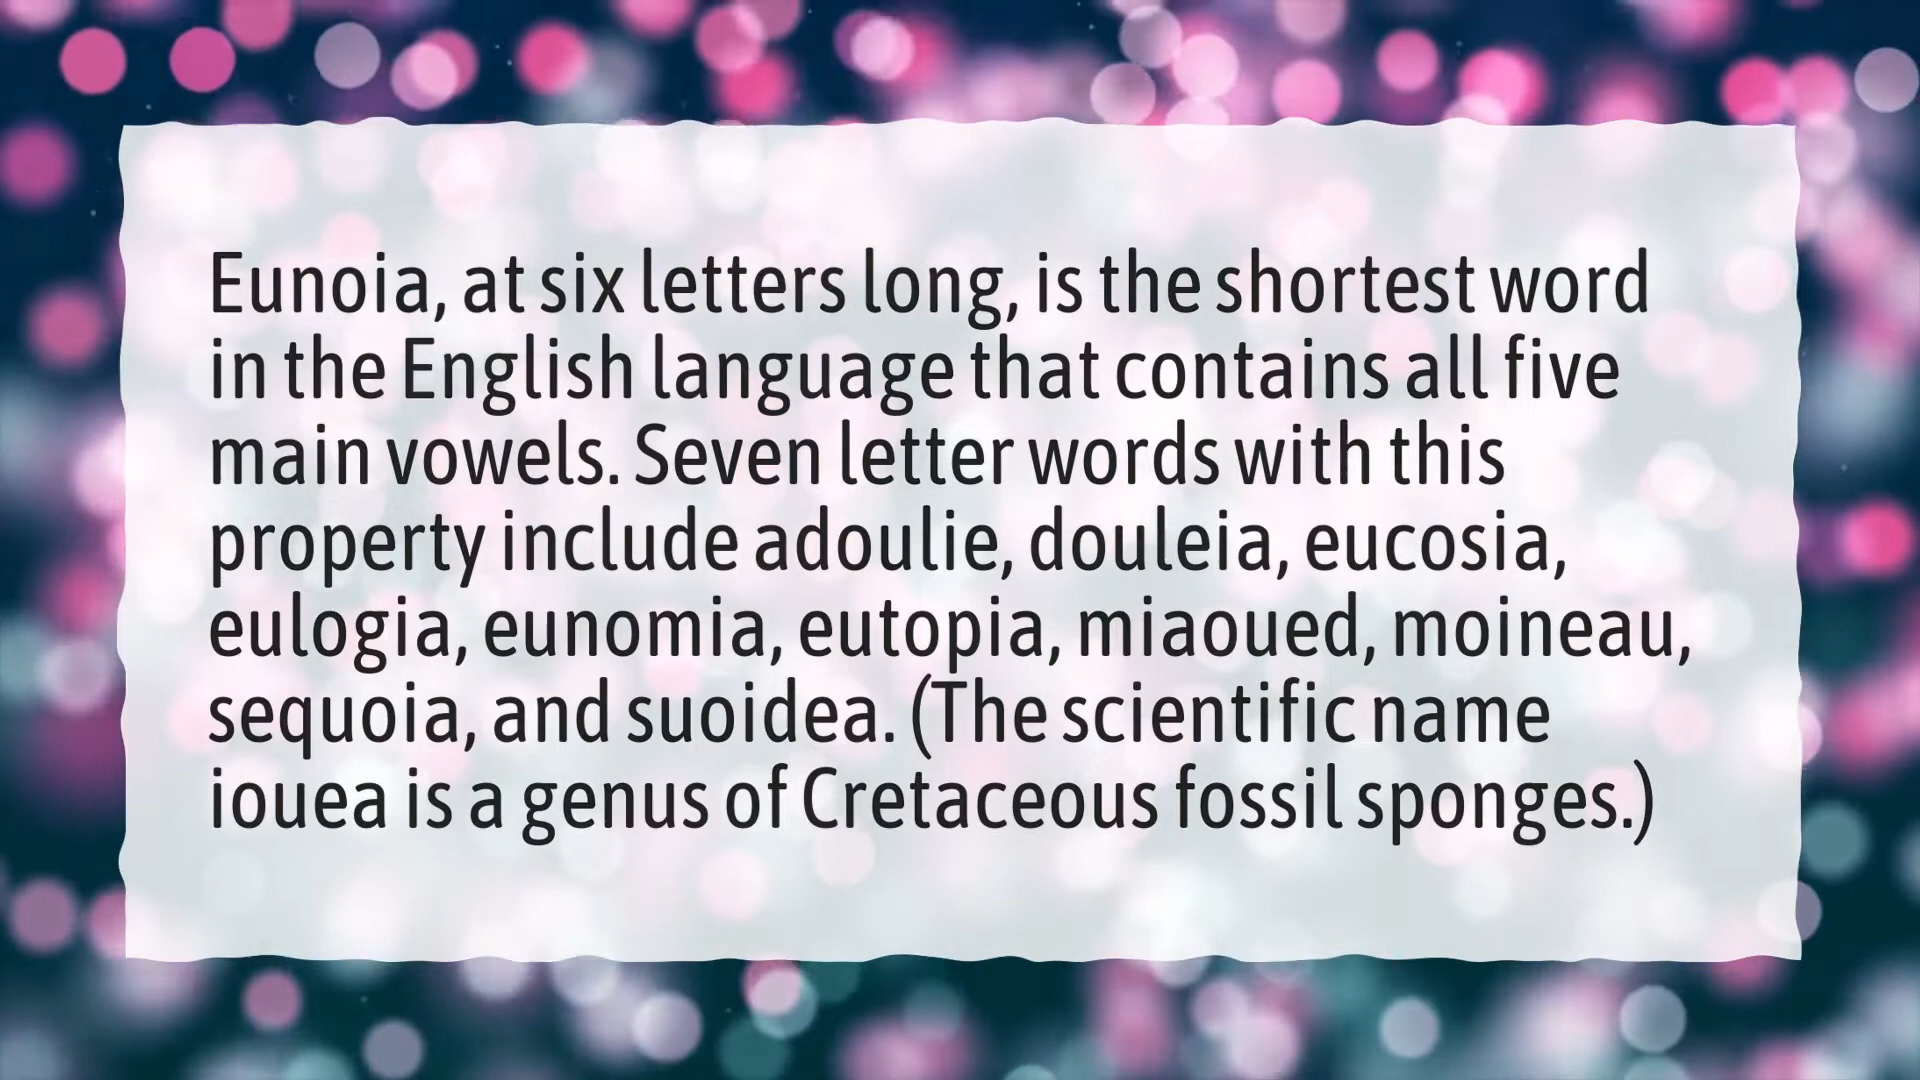 Eunoia, at six letters long, is the shortest word
in the English language that contains all five
main vowels. Seven letter words with this
property include adoulie, douleia, eucosia,
eulogia, eunomia, eutopia, miaoued, moineau,
sequoia, and suoidea. (The scientific name
iouea is a genus of Cretaceous fossil sponges.)